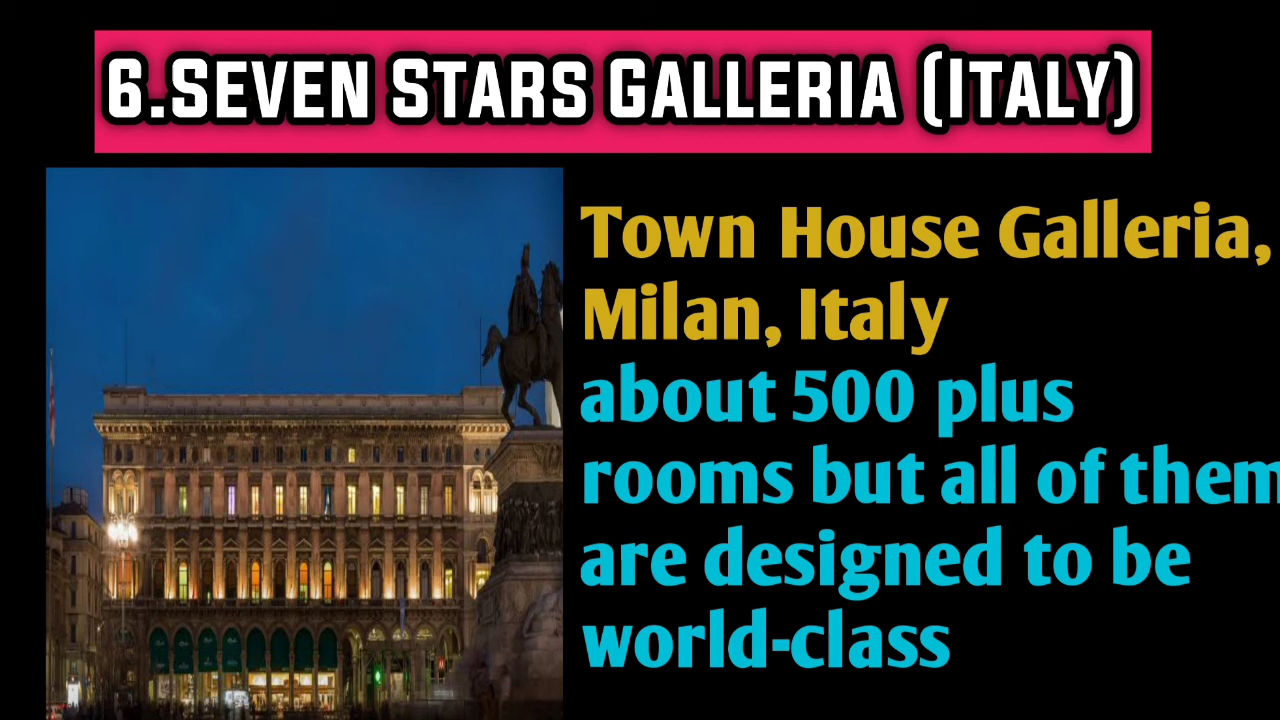 6.Seven Stars Galleria (Italy)
Town House Galleria,
Milan, Italy
about 500 plus
rooms but all of them
are designed to be
world-class